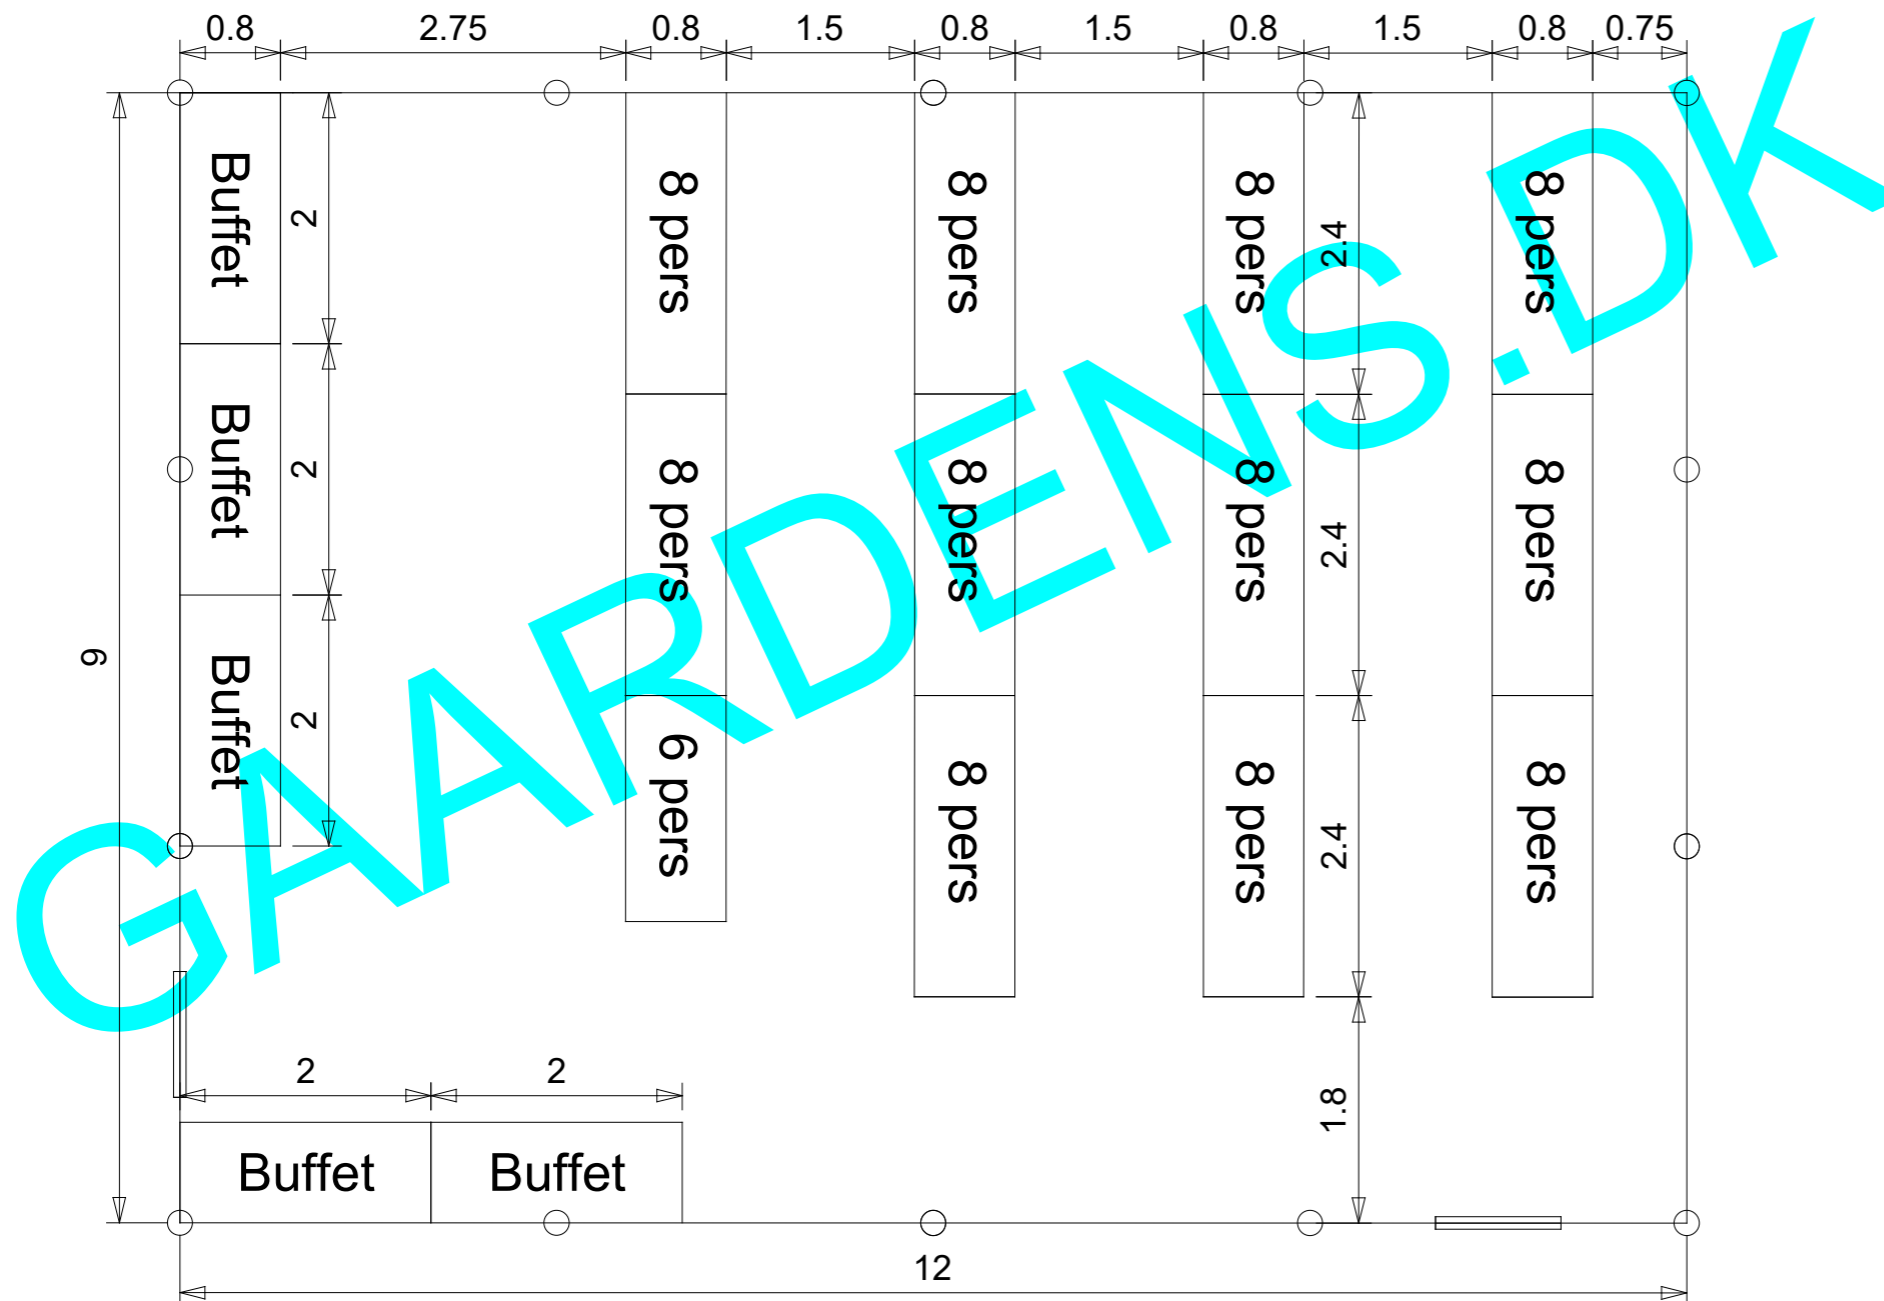 0.8 2.75 0.8 1.5 0.8 1.5 0.8 1.5 0.8 0.75
Buffet 2 8 pers 8 pers 8 pers 2.4 8 pers
Buffet 2 8 pers 8 pers 8 pers 2.4 8 pers
9
Buffet 2 6 pers 8 pers 8 pers 2.4 8 pers
2 2
1.8
Buffet Buffet
12
GAARDENS.DK